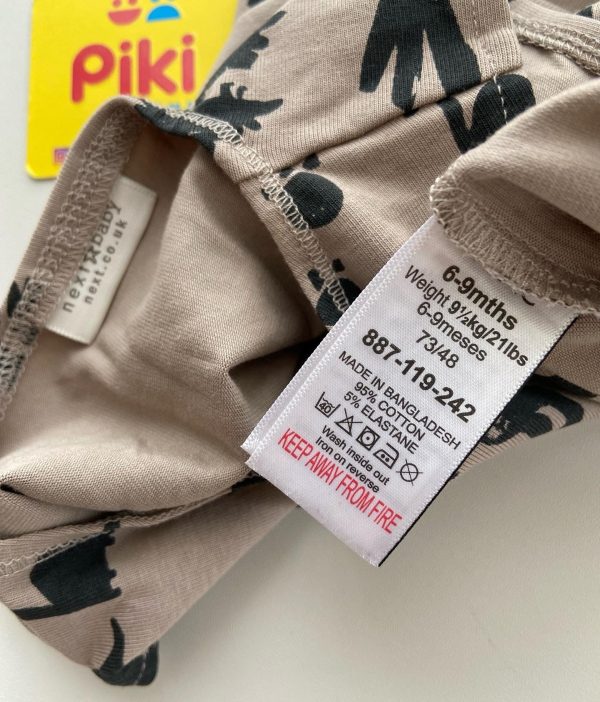 Piki
next baby
next.co.uk
6-9mths
Weight 9½kg/21lbs
6-9meses
73/48
887-119-242
MADE IN BANGLADESH
95% COTTON
5% ELASTANE
40
Wash inside out
Iron on reverse
KEEP AWAY FROM FIRE